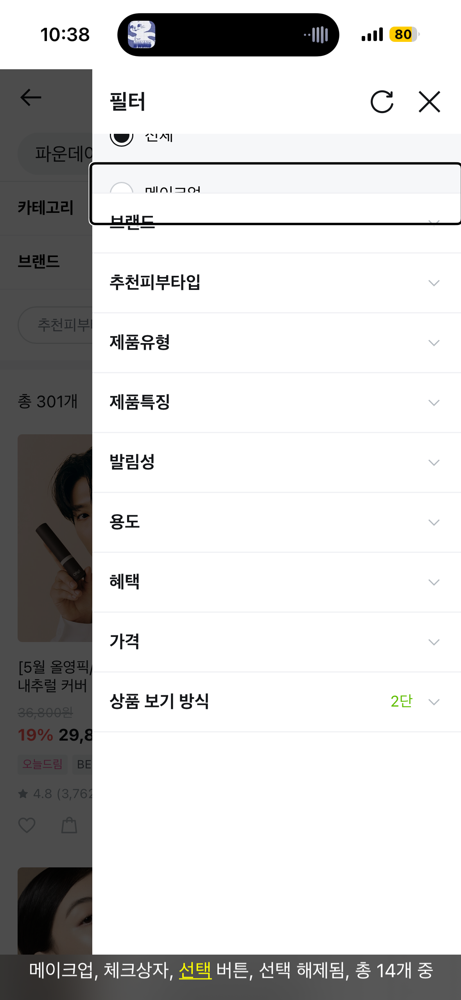 10:38
80
필터
전체
메이크업
브랜드
추천피부타입
제품유형
제품특징
발림성
용도
혜택
가격
상품 보기 방식 2단
파운데이
카테고리
브랜드
추천피부
총 301개
[5월 올영픽/
내추럴 커버
36,800원
19% 29,8
오늘드림 BE
4.8 (3,762
메이크업, 체크상자, 선택 버튼, 선택 해제됨, 총 14개 중